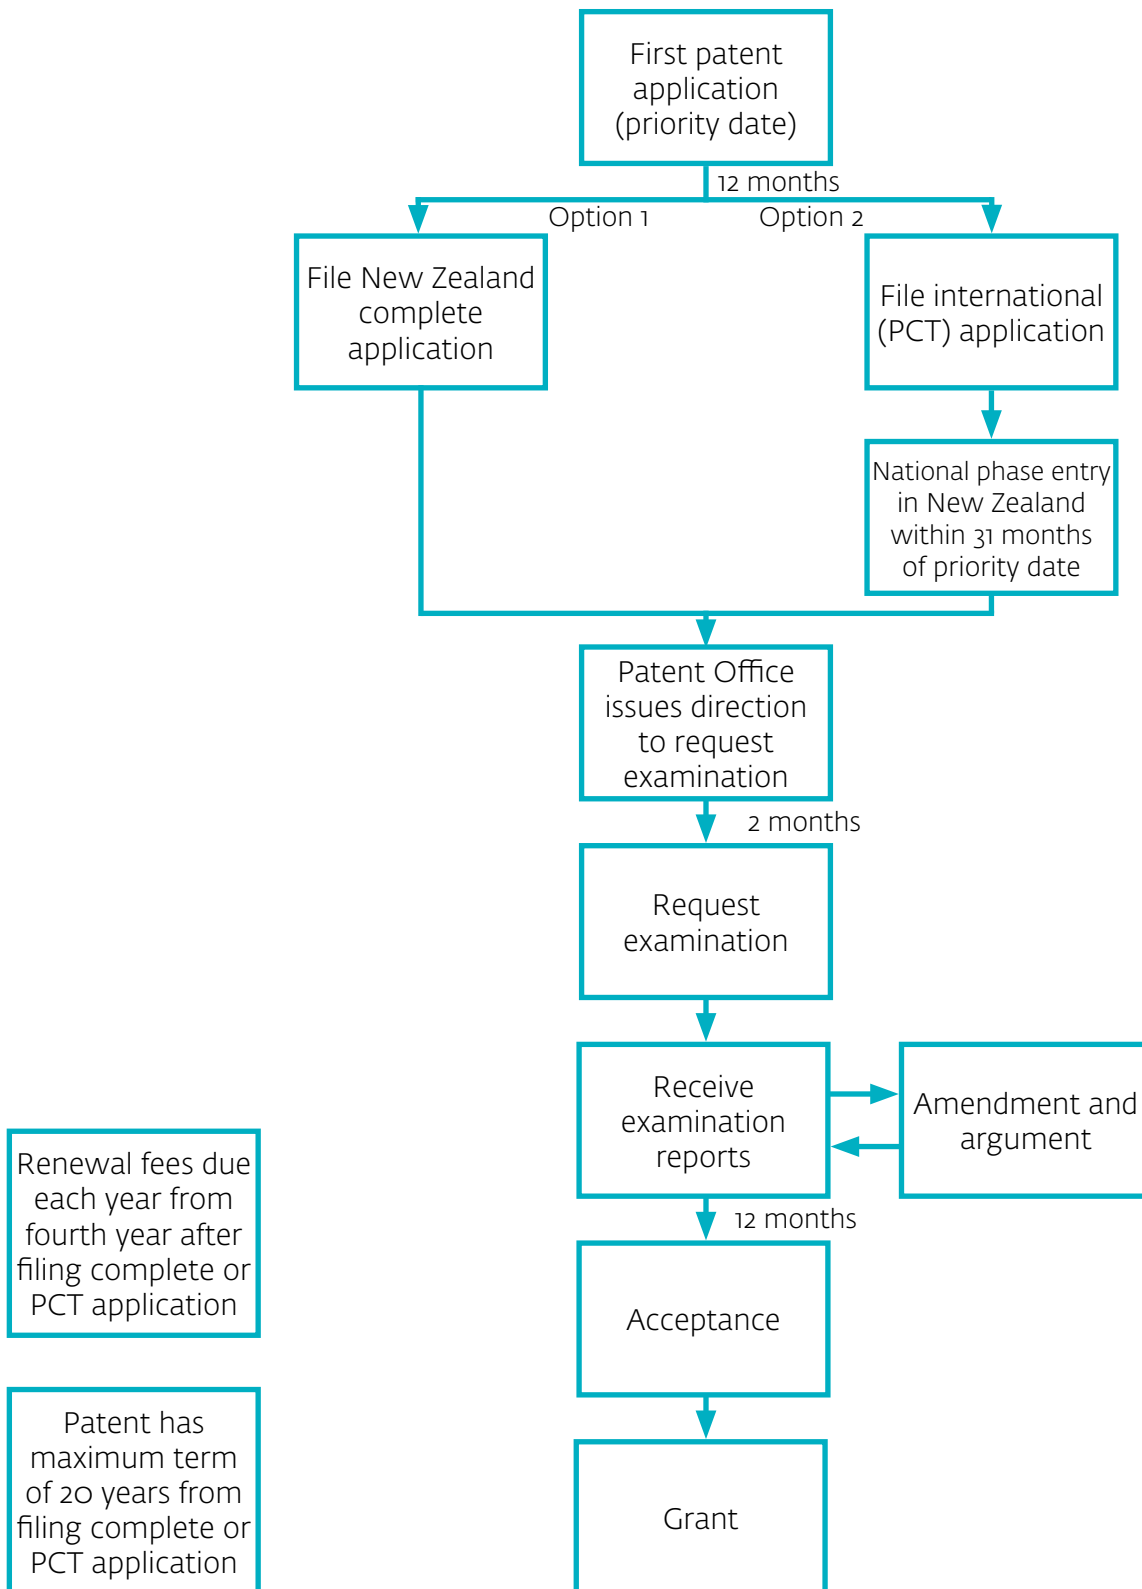 First patent
application
(priority date)
12 months
Option 1
Option 2
File New Zealand
complete
application
File international
(PCT) application
National phase entry
in New Zealand
within 31 months
of priority date
Patent Office
issues direction
to request
examination
2 months
Request
examination
Receive
examination
reports
Amendment and
argument
12 months
Acceptance
Grant
Renewal fees due
each year from
fourth year after
filing complete or
PCT application
Patent has
maximum term
of 20 years from
filing complete or
PCT application